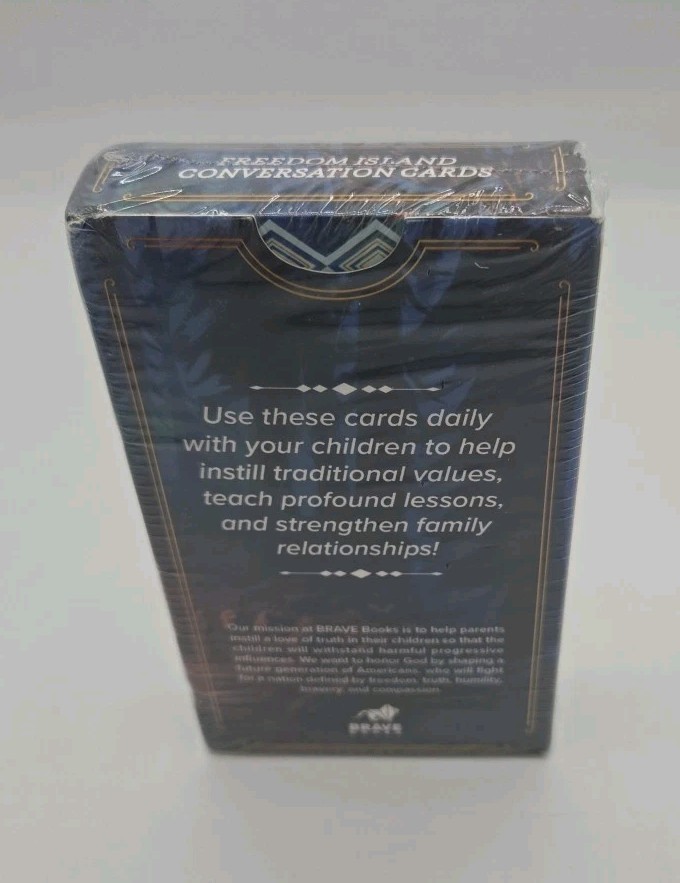 FREEDOM ISLAND
CONVERSATION CARDS
Use these cards daily
with your children to help
instill traditional values,
teach profound lessons,
and strengthen family
relationships!
Our mission at BRAVE Books is to help parents
instill a love of truth in their children so that the
children will withstand harmful progressive
influences. We want to honor God by shaping a
future generation of Americans, who will fight
for a nation defined by freedom, truth, humility,
bravery, and compassion.
BRAVE
BOOKS